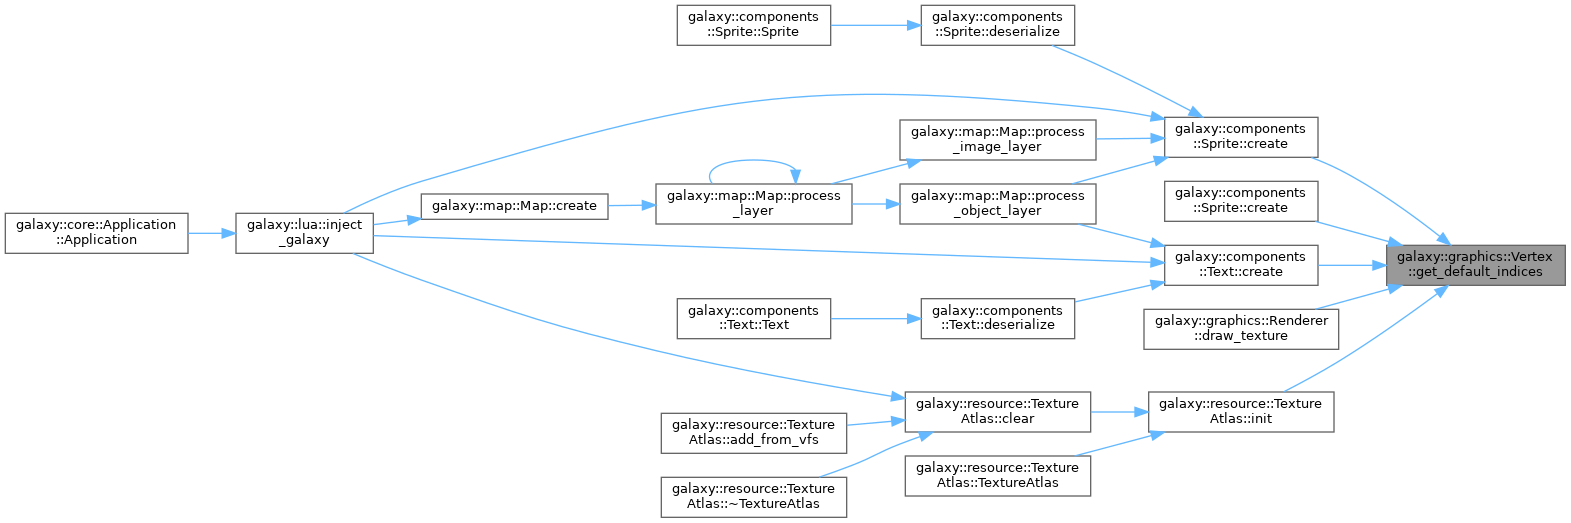 galaxy::components
::Sprite::Sprite
galaxy::components
::Sprite::deserialize
galaxy::components
::Sprite::create
galaxy::map::Map::process
_image_layer
galaxy::map::Map::process
_layer
galaxy::map::Map::process
_object_layer
galaxy::components
::Sprite::create
galaxy::map::Map::create
galaxy::core::Application
::Application
galaxy::lua::inject
_galaxy
galaxy::components
::Text::create
galaxy::graphics::Vertex
::get_default_indices
galaxy::components
::Text::Text
galaxy::components
::Text::deserialize
galaxy::graphics::Renderer
::draw_texture
galaxy::resource::Texture
Atlas::clear
galaxy::resource::Texture
Atlas::init
galaxy::resource::Texture
Atlas::add_from_vfs
galaxy::resource::Texture
Atlas::TextureAtlas
galaxy::resource::Texture
Atlas::~TextureAtlas